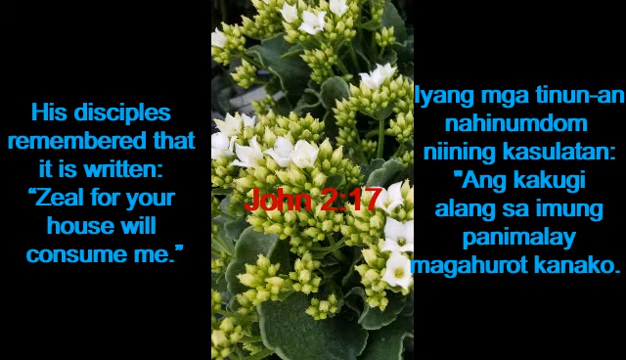 His disciples
remembered that
it is written:
“Zeal for your
house will
consume me.”
John 2:17
Iyang mga tinun-an
nahinumdom
niining kasulatan:
"Ang kakugi
alang sa imung
panimalay
magahurot kanako.